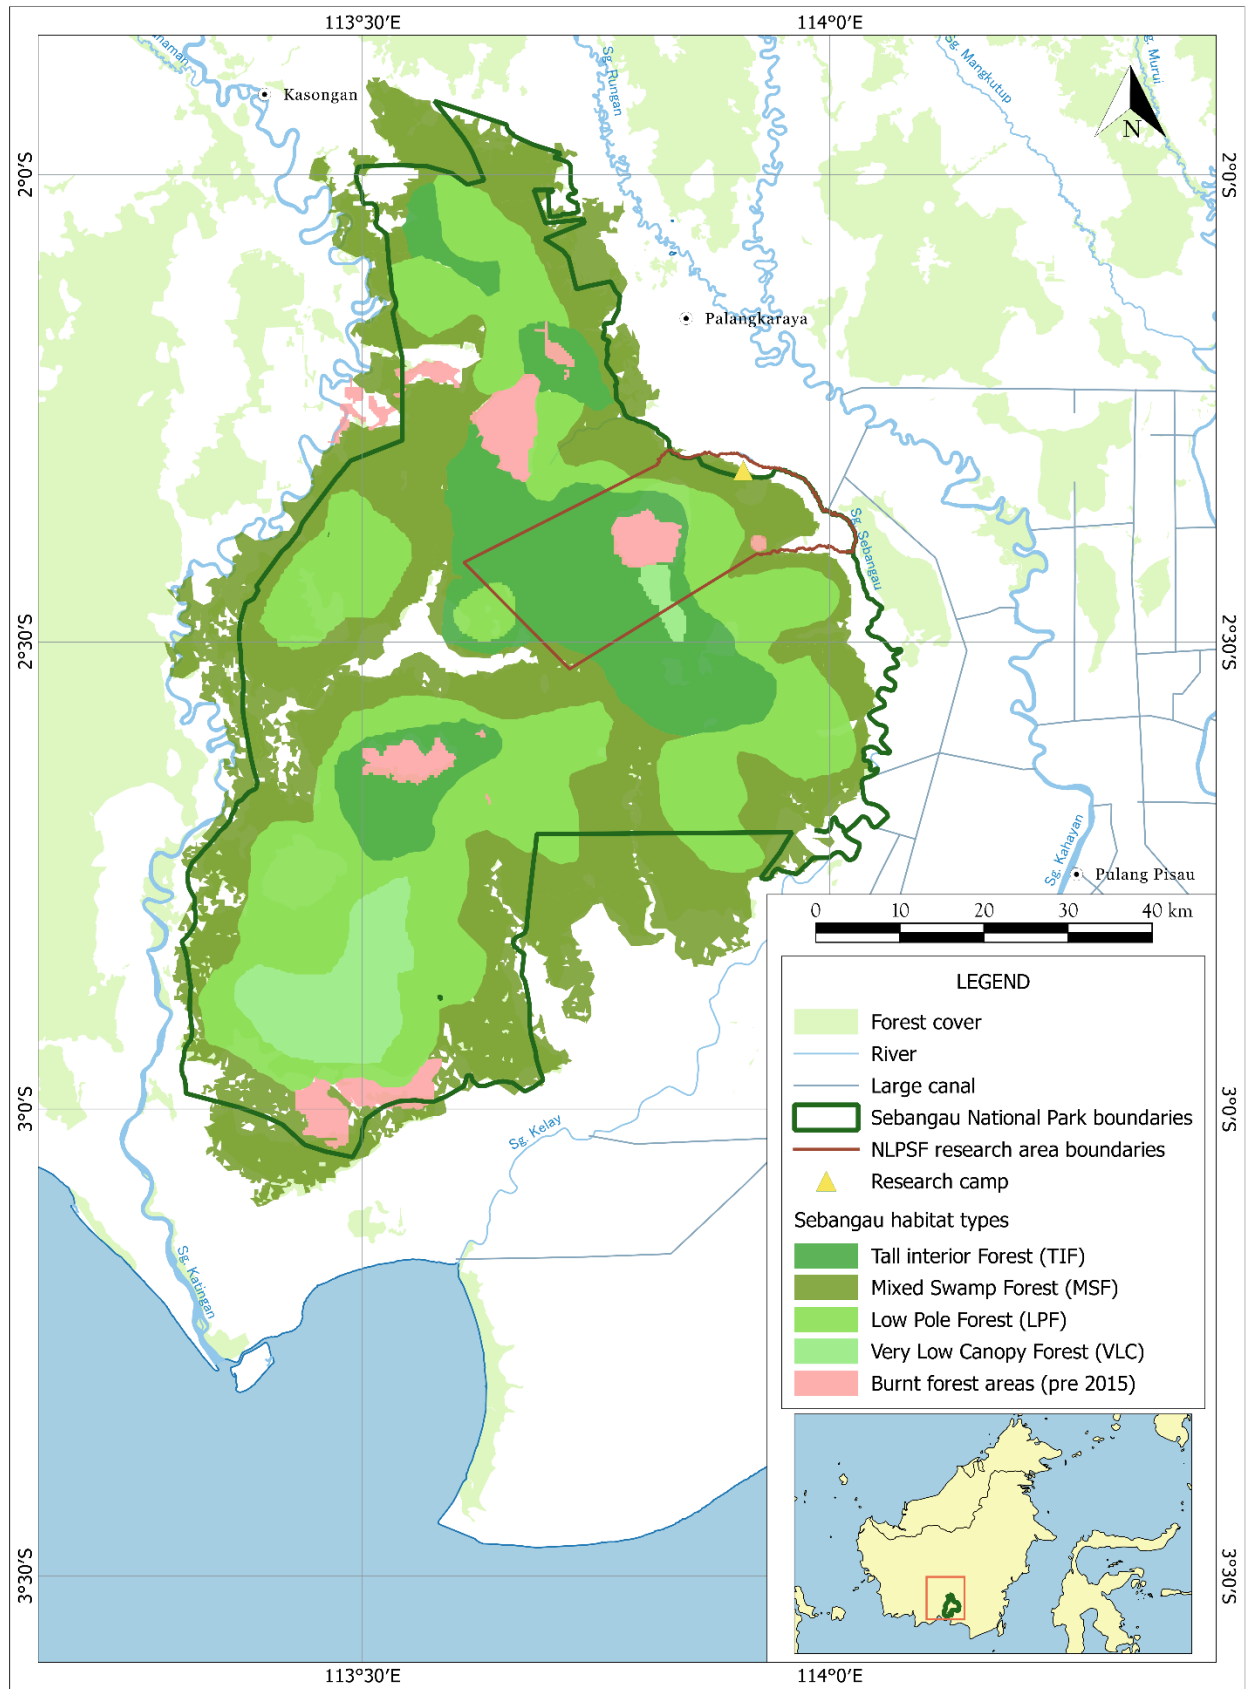 113°30'E
114°0'E
naman
Sg. Rungan
Sg. Mangkutup
Sg. Murui
Kasongan
N
2°0'S
2°0'S
Palangkaraya
Sg. Sebangau
2°30'S
2°30'S
Sg. Kahayan
Pulang Pisau
0 10 20 30 40 km
LEGEND
Forest cover
River
Large canal
Sebangau National Park boundaries
NLPSF research area boundaries
Research camp
Sebangau habitat types
Tall interior Forest (TIF)
Mixed Swamp Forest (MSF)
Low Pole Forest (LPF)
Very Low Canopy Forest (VLC)
Burnt forest areas (pre 2015)
3°0'S
3°0'S
Sg. Kelay
Sg. Katingan
3°30'S
3°30'S
113°30'E
114°0'E